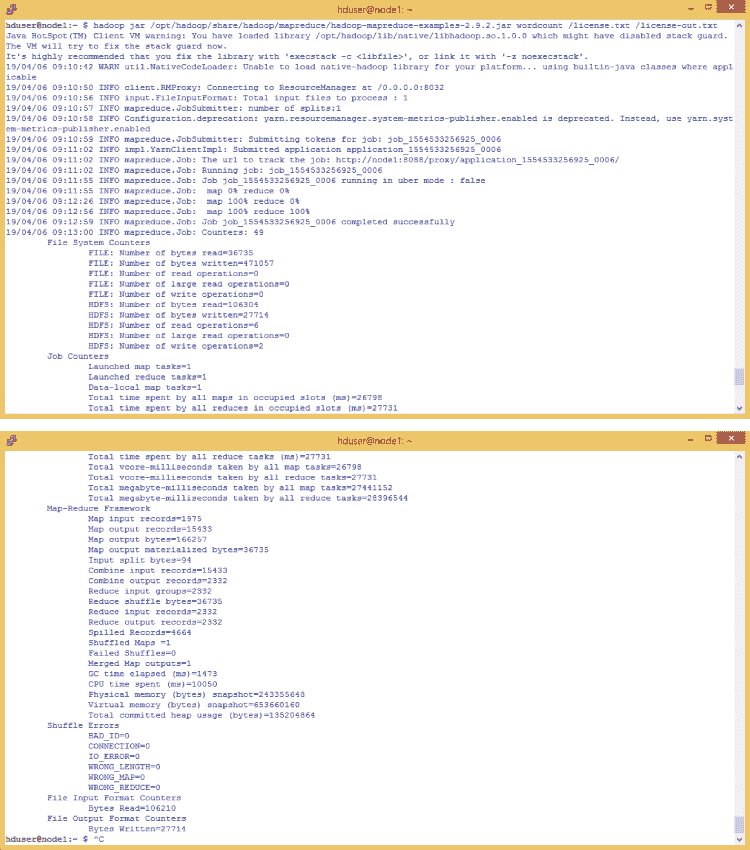 hduser@node1: ~
hduser@node1:~ $ hadoop jar /opt/hadoop/share/hadoop/mapreduce/hadoop-mapreduce-examples-2.9.2.jar wordcount /license.txt /license-out.txt
Java HotSpot(TM) Client VM warning: You have loaded library /opt/hadoop/lib/native/libhadoop.so.1.0.0 which might have disabled stack guard.
The VM will try to fix the stack guard now.
It's highly recommended that you fix the library with 'execstack -c <libfile>', or link it with '-z noexecstack'.
19/04/06 09:10:42 WARN util.NativeCodeLoader: Unable to load native-hadoop library for your platform... using builtin-java classes where appl
icable
19/04/06 09:10:50 INFO client.RMProxy: Connecting to ResourceManager at /0.0.0.0:8032
19/04/06 09:10:56 INFO input.FileInputFormat: Total input files to process : 1
19/04/06 09:10:57 INFO mapreduce.JobSubmitter: number of splits:1
19/04/06 09:10:58 INFO Configuration.deprecation: yarn.resourcemanager.system-metrics-publisher.enabled is deprecated. Instead, use yarn.syst
em-metrics-publisher.enabled
19/04/06 09:10:59 INFO mapreduce.JobSubmitter: Submitting tokens for job: job_1554533256925_0006
19/04/06 09:11:02 INFO impl.YarnClientImpl: Submitted application application_1554533256925_0006
19/04/06 09:11:02 INFO mapreduce.Job: The url to track the job: http://node1:8088/proxy/application_1554533256925_0006/
19/04/06 09:11:02 INFO mapreduce.Job: Running job: job_1554533256925_0006
19/04/06 09:11:55 INFO mapreduce.Job: Job job_1554533256925_0006 running in uber mode : false
19/04/06 09:11:55 INFO mapreduce.Job:  map 0% reduce 0%
19/04/06 09:12:26 INFO mapreduce.Job:  map 100% reduce 0%
19/04/06 09:12:56 INFO mapreduce.Job:  map 100% reduce 100%
19/04/06 09:12:59 INFO mapreduce.Job: Job job_1554533256925_0006 completed successfully
19/04/06 09:13:00 INFO mapreduce.Job: Counters: 49
File System Counters
FILE: Number of bytes read=36735
FILE: Number of bytes written=471057
FILE: Number of read operations=0
FILE: Number of large read operations=0
FILE: Number of write operations=0
HDFS: Number of bytes read=106304
HDFS: Number of bytes written=27714
HDFS: Number of read operations=6
HDFS: Number of large read operations=0
HDFS: Number of write operations=2
Job Counters
Launched map tasks=1
Launched reduce tasks=1
Data-local map tasks=1
Total time spent by all maps in occupied slots (ms)=26798
Total time spent by all reduces in occupied slots (ms)=27731
hduser@node1: ~
Total time spent by all reduce tasks (ms)=27731
Total vcore-milliseconds taken by all map tasks=26798
Total vcore-milliseconds taken by all reduce tasks=27731
Total megabyte-milliseconds taken by all map tasks=27441152
Total megabyte-milliseconds taken by all reduce tasks=28396544
Map-Reduce Framework
Map input records=1975
Map output records=15433
Map output bytes=166257
Map output materialized bytes=36735
Input split bytes=94
Combine input records=15433
Combine output records=2332
Reduce input groups=2332
Reduce shuffle bytes=36735
Reduce input records=2332
Reduce output records=2332
Spilled Records=4664
Shuffled Maps =1
Failed Shuffles=0
Merged Map outputs=1
GC time elapsed (ms)=1473
CPU time spent (ms)=10050
Physical memory (bytes) snapshot=243355648
Virtual memory (bytes) snapshot=653660160
Total committed heap usage (bytes)=135204864
Shuffle Errors
BAD_ID=0
CONNECTION=0
IO_ERROR=0
WRONG_LENGTH=0
WRONG_MAP=0
WRONG_REDUCE=0
File Input Format Counters
Bytes Read=106210
File Output Format Counters
Bytes Written=27714
hduser@node1:~ $ ^C